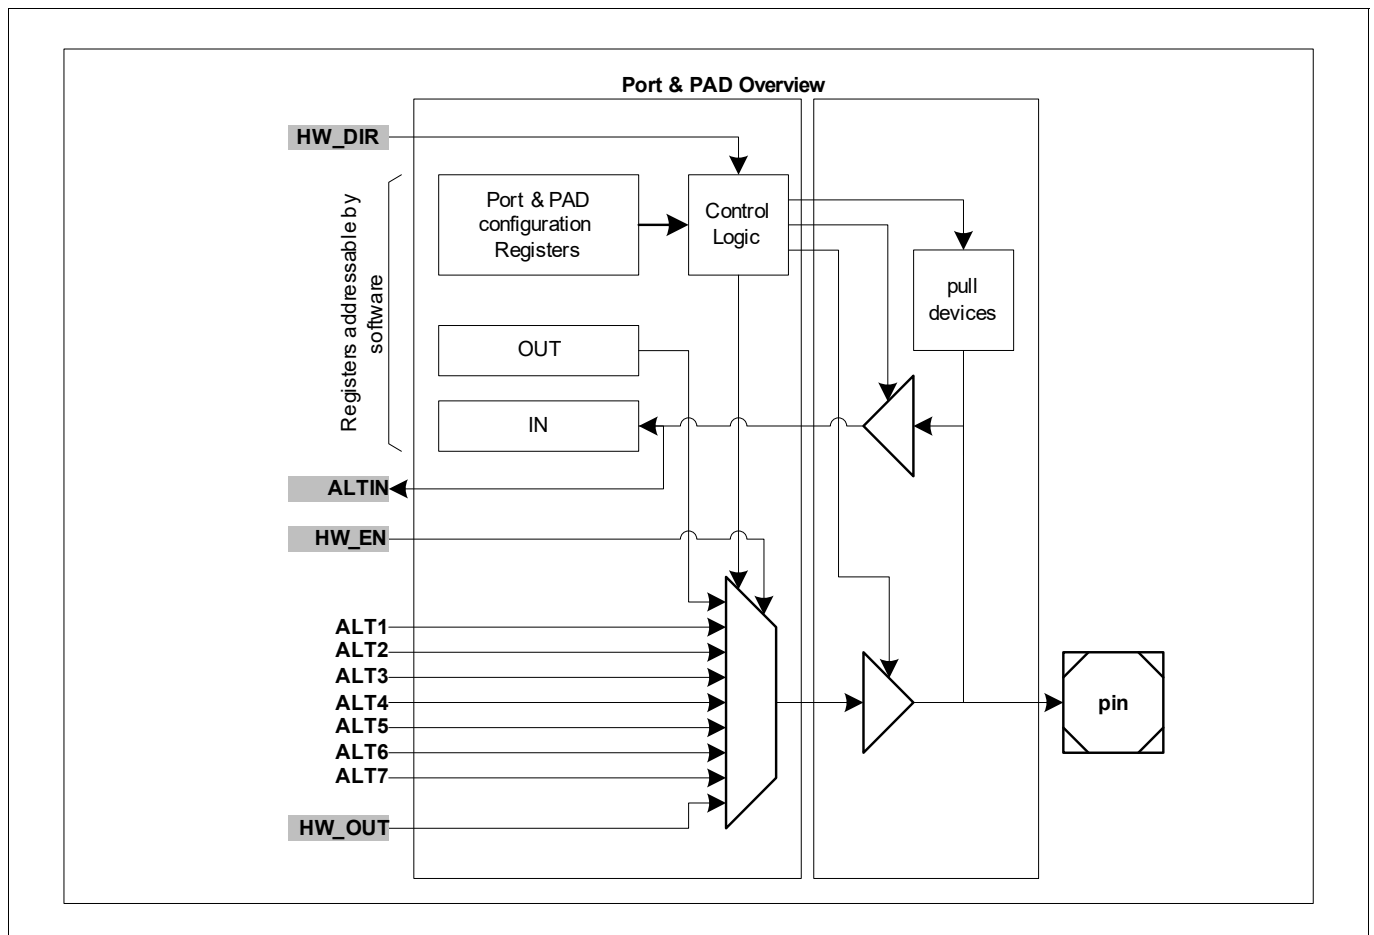 Port & PAD Overview
HW_DIR
Registers addressable by
software
Port & PAD
configuration
Registers
Control
Logic
pull
devices
OUT
IN
ALTIN
HW_EN
ALT1
ALT2
ALT3
ALT4
ALT5
ALT6
ALT7
HW_OUT
pin